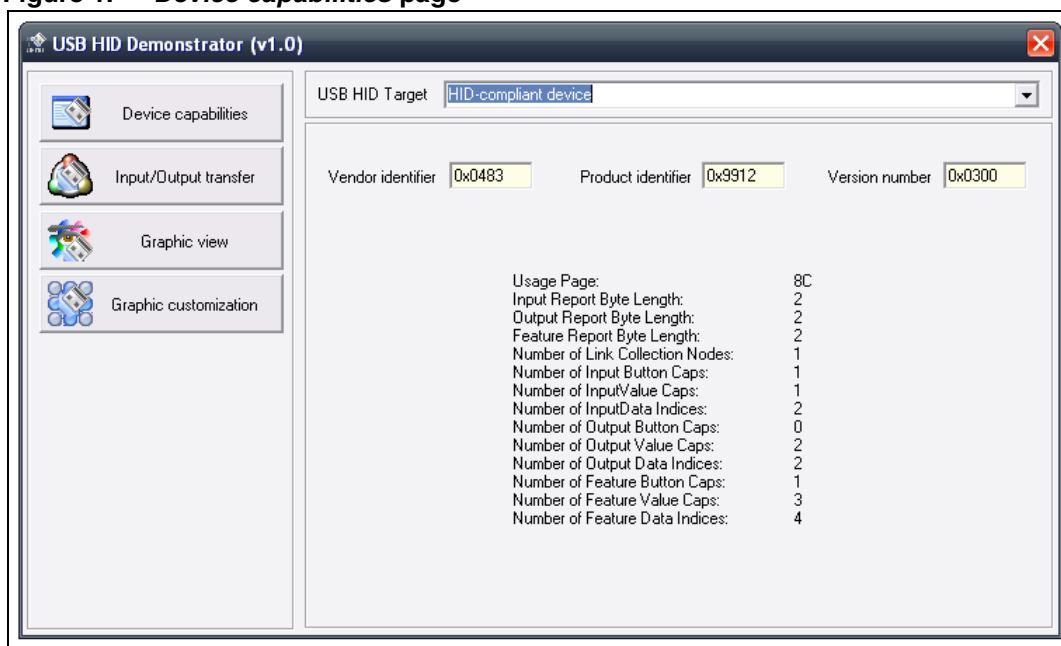 Device capabilities page
USB HID Demonstrator (v1.0)
Device capabilities
Input/Output transfer
Graphic view
Graphic customization
USB HID Target HID-compliant device
Vendor identifier 0x0483 Product identifier 0x9912 Version number 0x0300
Usage Page: 8C
Input Report Byte Length: 2
Output Report Byte Length: 2
Feature Report Byte Length: 2
Number of Link Collection Nodes: 1
Number of Input Button Caps: 1
Number of InputValue Caps: 1
Number of InputData Indices: 2
Number of Output Button Caps: 0
Number of Output Value Caps: 2
Number of Output Data Indices: 2
Number of Feature Button Caps: 1
Number of Feature Value Caps: 3
Number of Feature Data Indices: 4